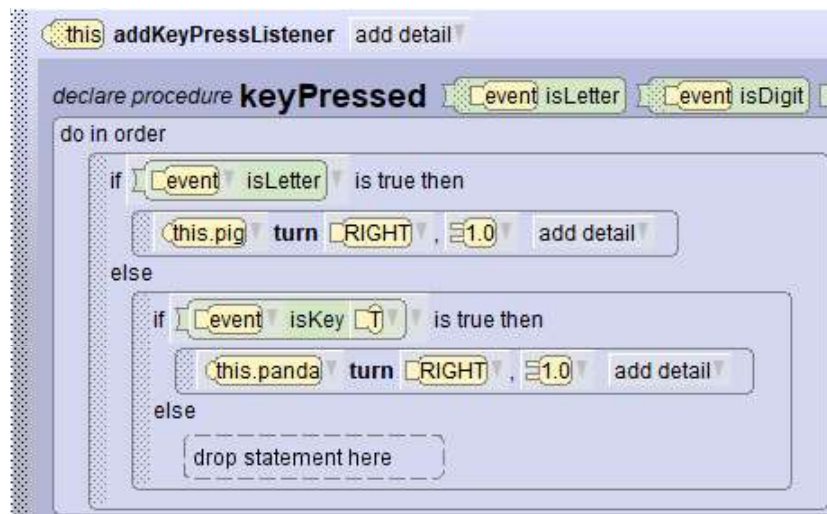 this addKeyPressListener add detail
declare procedure keyPressed event isLetter event isDigit
do in order
if event isLetter is true then
this.pig turn RIGHT , 1.0 add detail
else
if event isKey T is true then
this.panda turn RIGHT , 1.0 add detail
else
drop statement here